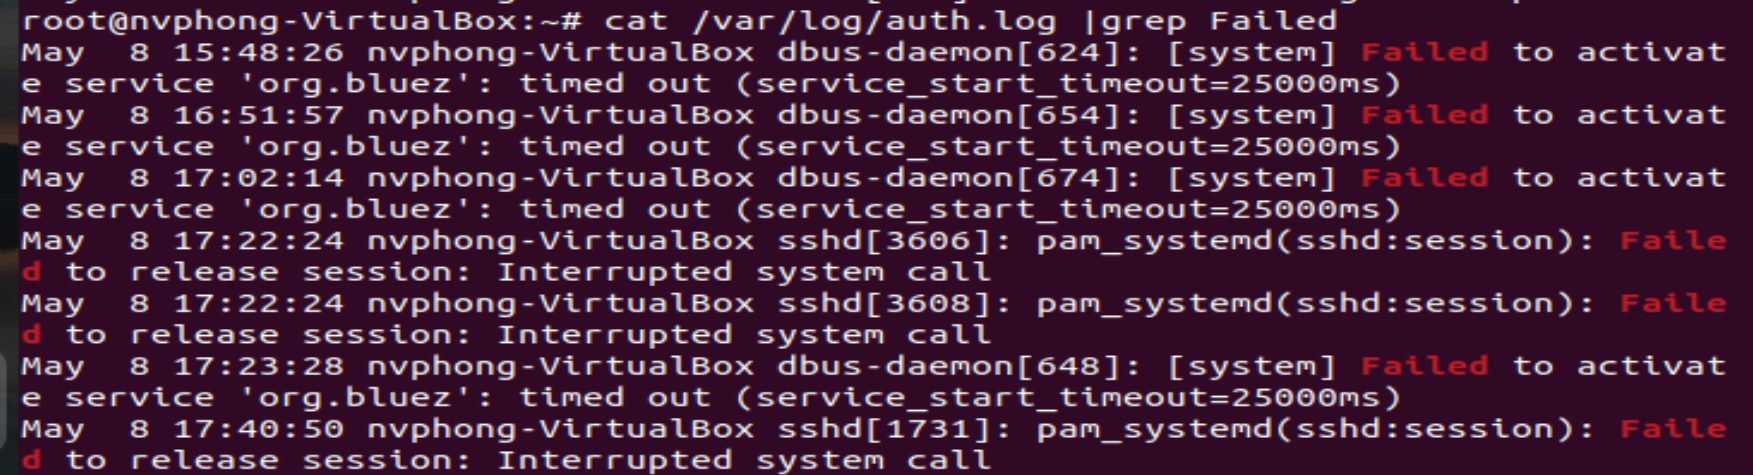 root@nvphong-VirtualBox:~# cat /var/log/auth.log |grep Failed
May  8 15:48:26 nvphong-VirtualBox dbus-daemon[624]: [system] Failed to activat
e service 'org.bluez': timed out (service_start_timeout=25000ms)
May  8 16:51:57 nvphong-VirtualBox dbus-daemon[654]: [system] Failed to activat
e service 'org.bluez': timed out (service_start_timeout=25000ms)
May  8 17:02:14 nvphong-VirtualBox dbus-daemon[674]: [system] Failed to activat
e service 'org.bluez': timed out (service_start_timeout=25000ms)
May  8 17:22:24 nvphong-VirtualBox sshd[3606]: pam_systemd(sshd:session): Faile
d to release session: Interrupted system call
May  8 17:22:24 nvphong-VirtualBox sshd[3608]: pam_systemd(sshd:session): Faile
d to release session: Interrupted system call
May  8 17:23:28 nvphong-VirtualBox dbus-daemon[648]: [system] Failed to activat
e service 'org.bluez': timed out (service_start_timeout=25000ms)
May  8 17:40:50 nvphong-VirtualBox sshd[1731]: pam_systemd(sshd:session): Faile
d to release session: Interrupted system call